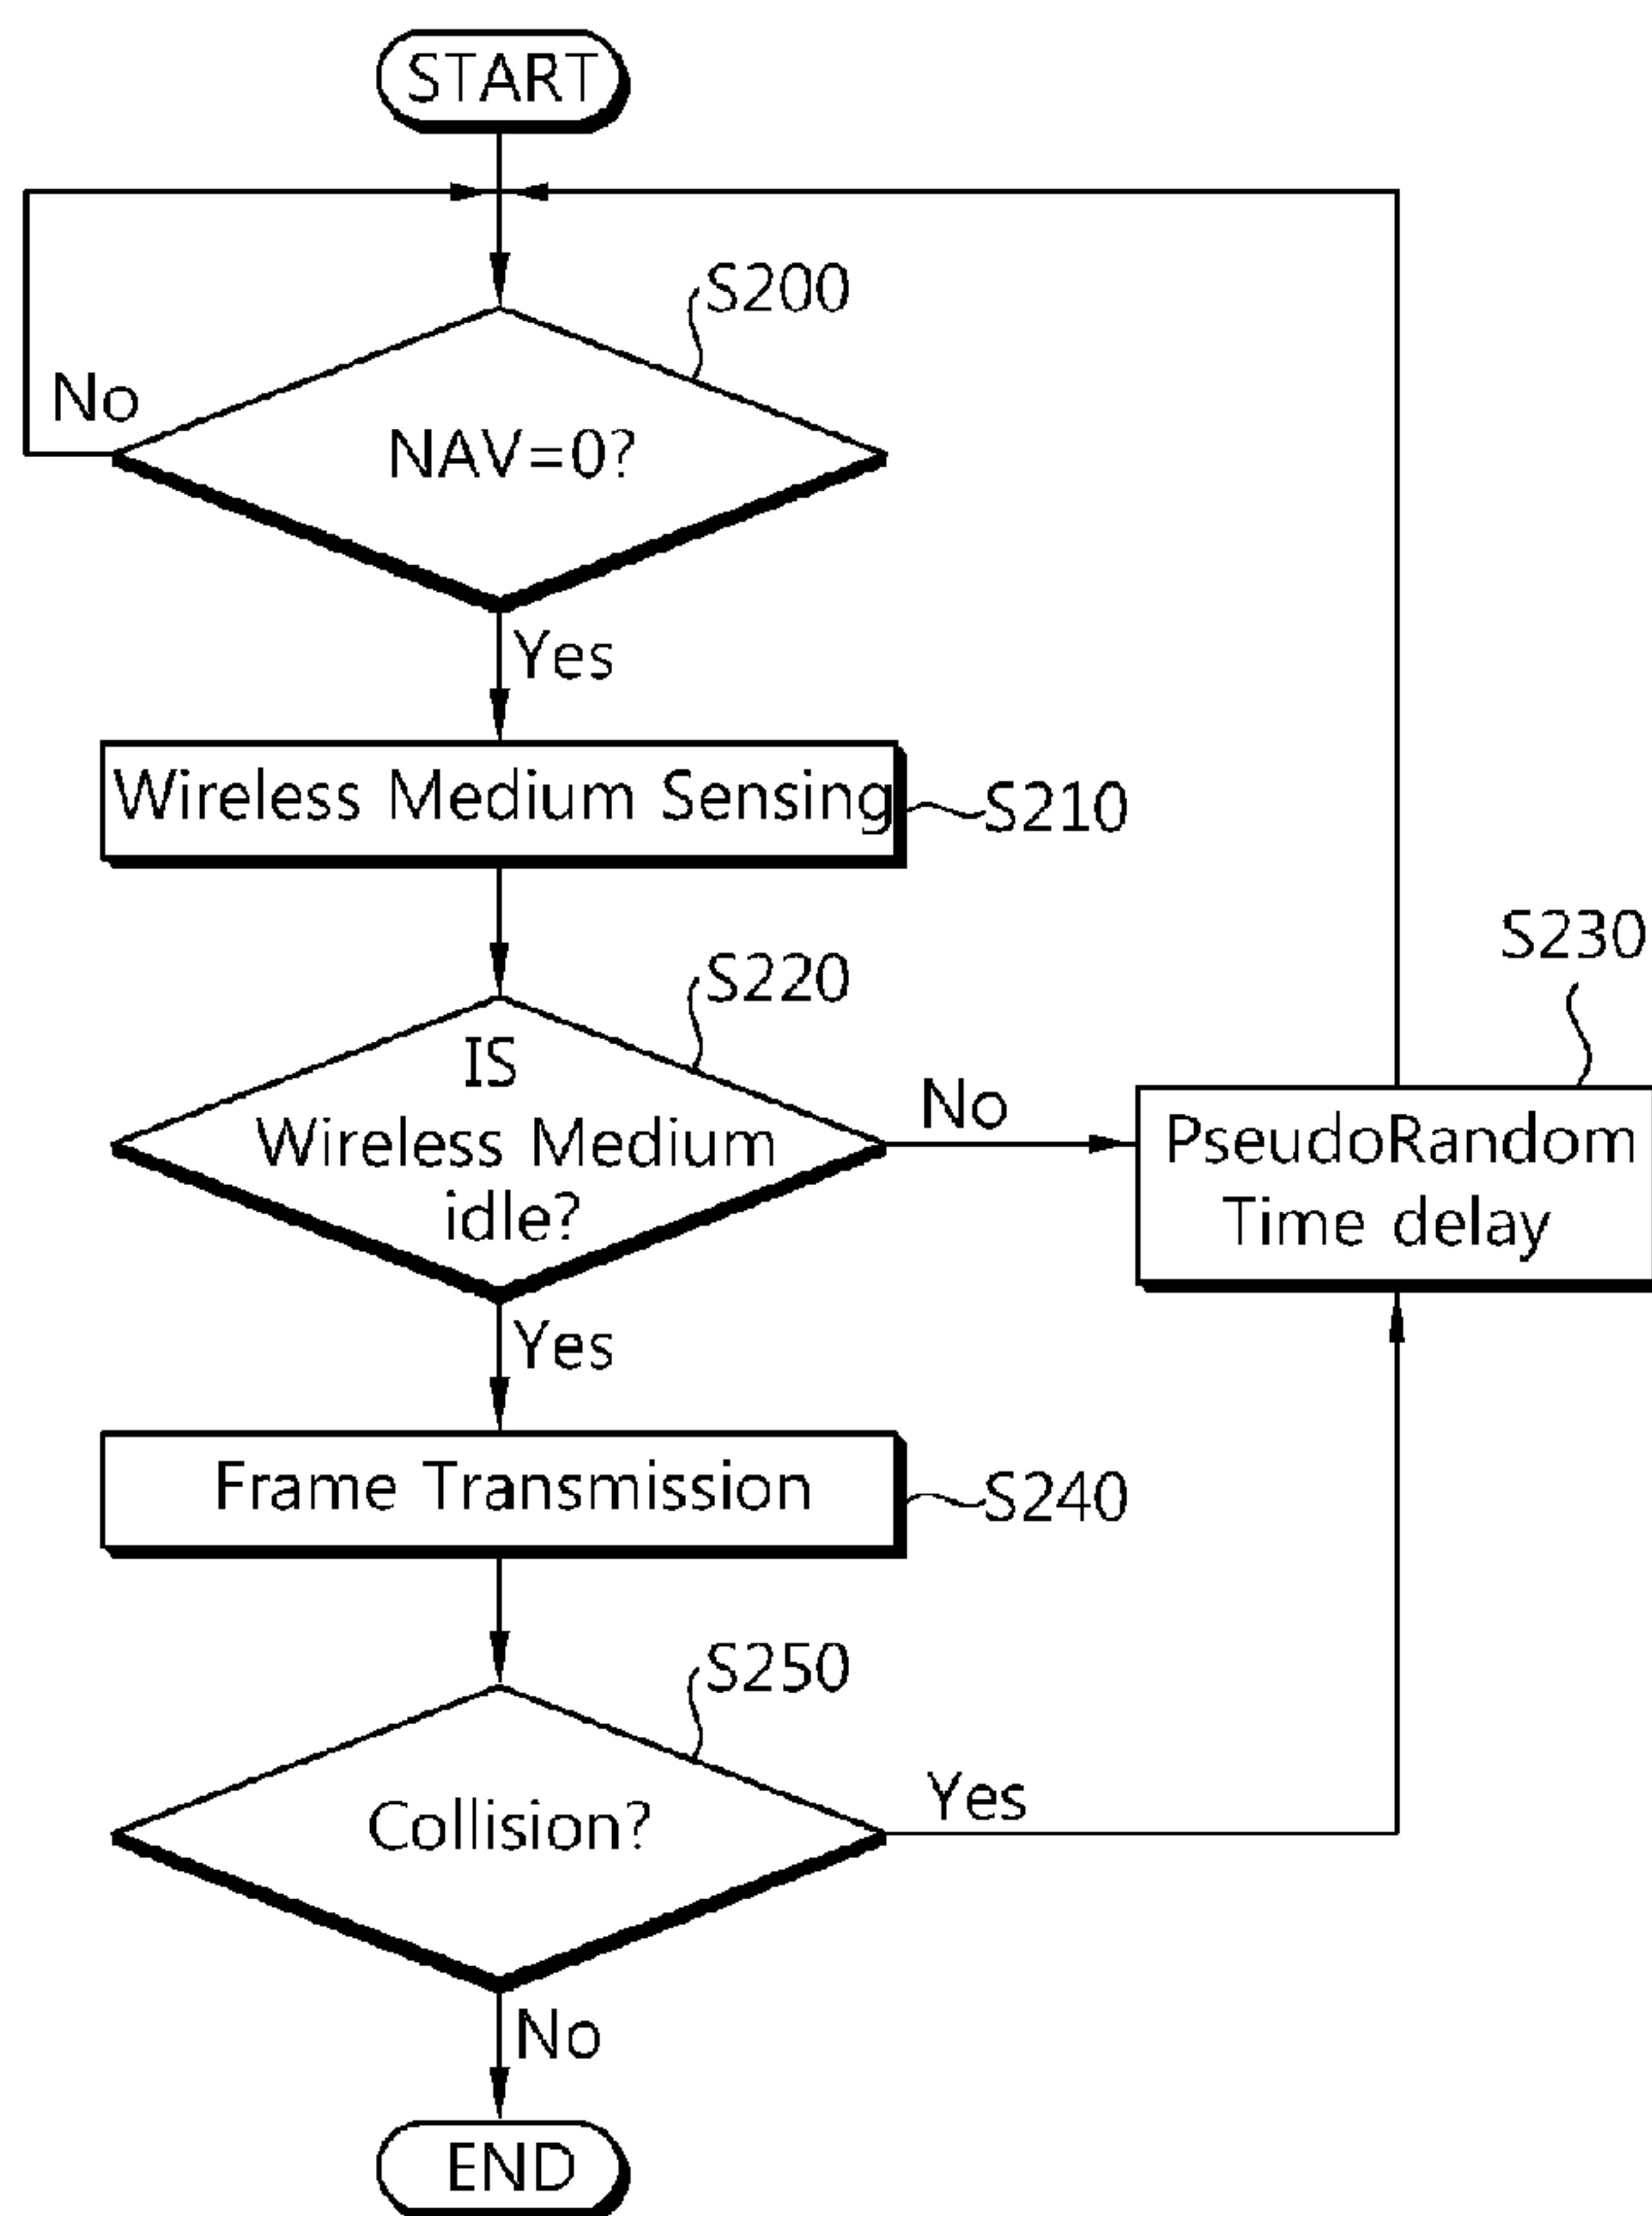 START
S200
No
NAV=0?
Yes
Wireless Medium Sensing
S210
S220
S230
IS
Wireless Medium
idle?
No
PseudoRandom
Time delay
Yes
Frame Transmission
S240
S250
Collision?
Yes
No
END